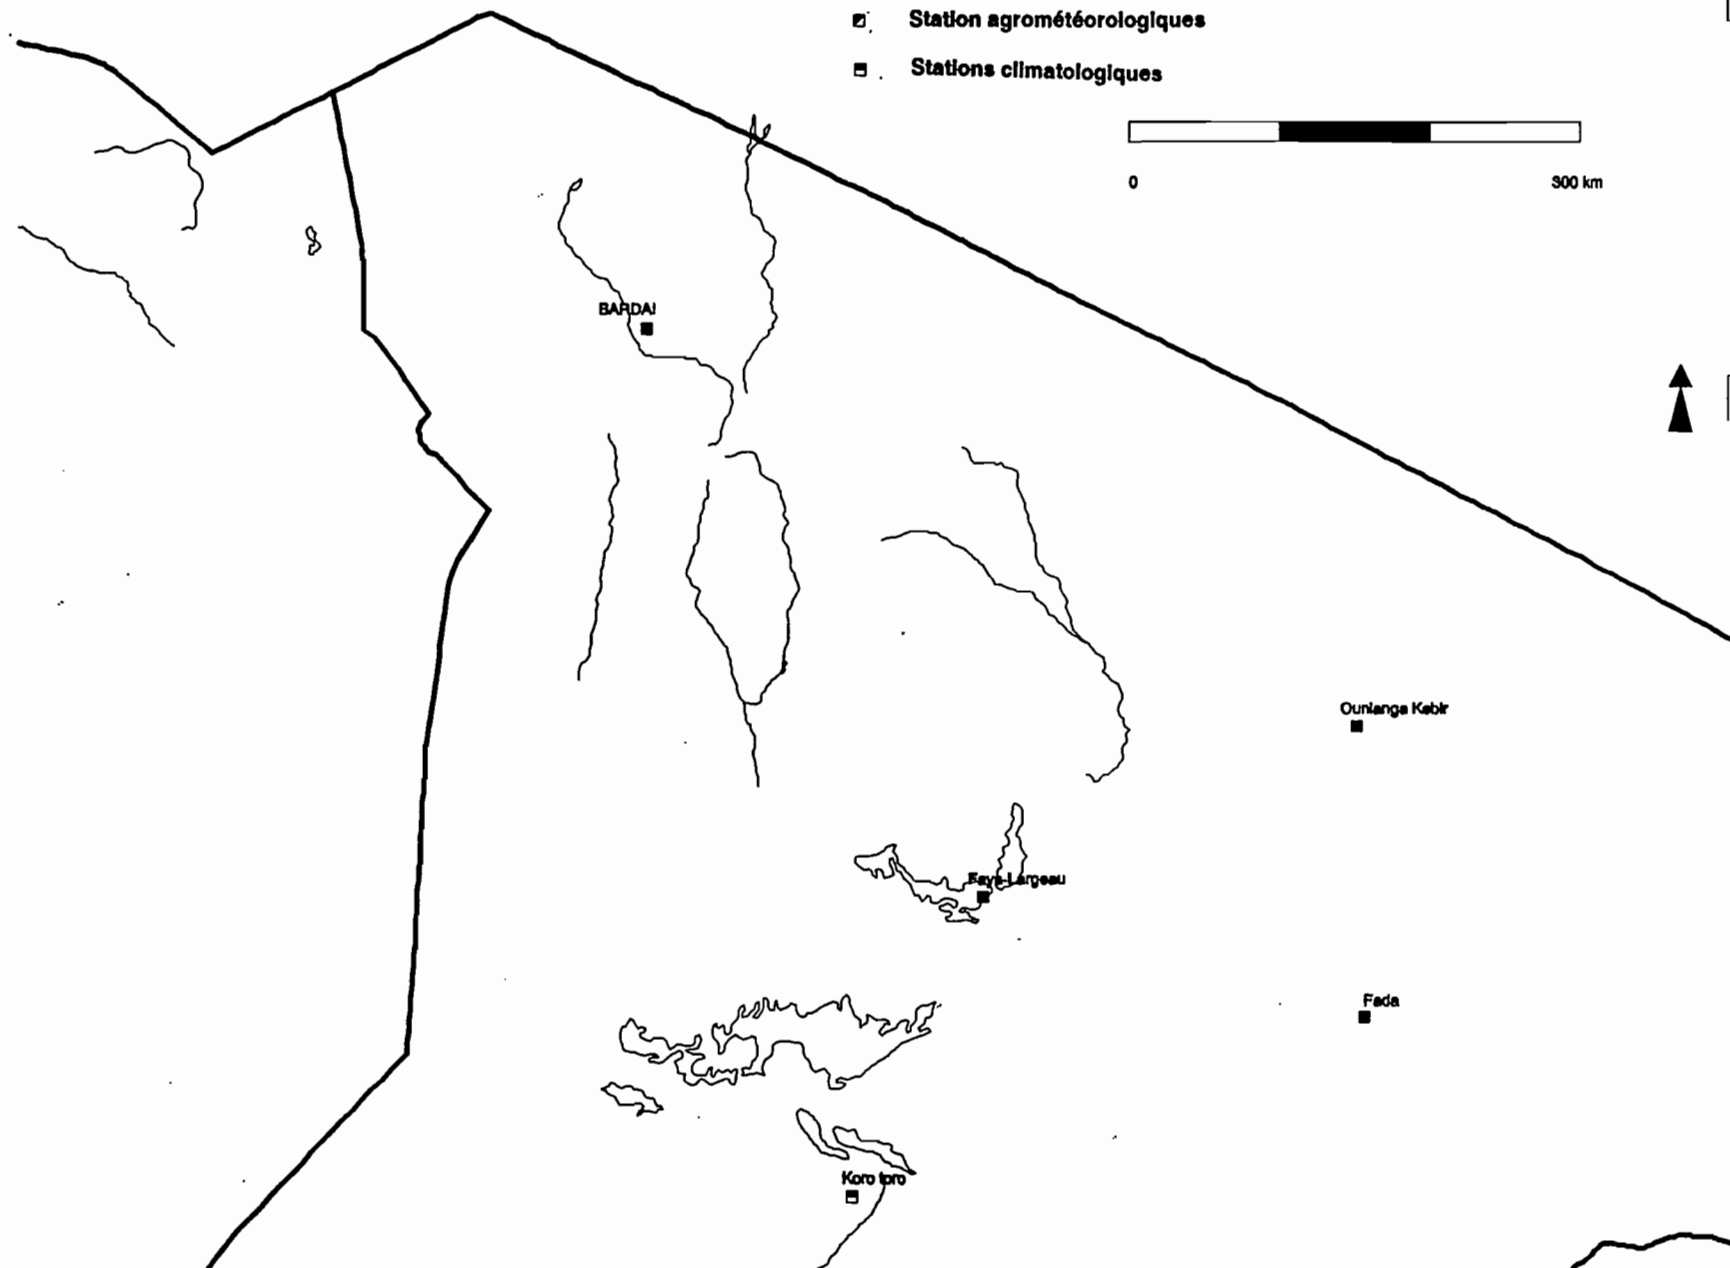 Station agrométéorologiques
Stations climatologiques
0 300 km
BARDAI
Ounianga Kebir
Faya-Largeau
Fada
Koro toro